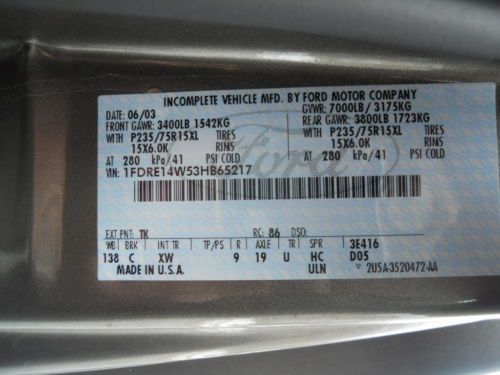 INCOMPLETE VEHICLE MFD. BY FORD MOTOR COMPANY
DATE: 06/03 GVWR: 7000LB / 3175KG
FRONT GAWR: 3400LB 1542KG REAR GAWR: 3800LB 1723KG
WITH P235/75R15XL TIRES WITH P235/75R15XL TIRES
15X6.0K RIMS 15X6.0K RIMS
AT 280 kPa/41 PSI COLD AT 280 kPa/41 PSI COLD
VIN: 1FDRE14W53HB65217
Ford
EXT PNT: TK RC: 86 DSO:
WB BRK INT TR TP/PS R AXLE TR SPR 3E416
138 C XW 9 19 U HC D05
MADE IN U.S.A. ULN 2U5A-3520472-AA